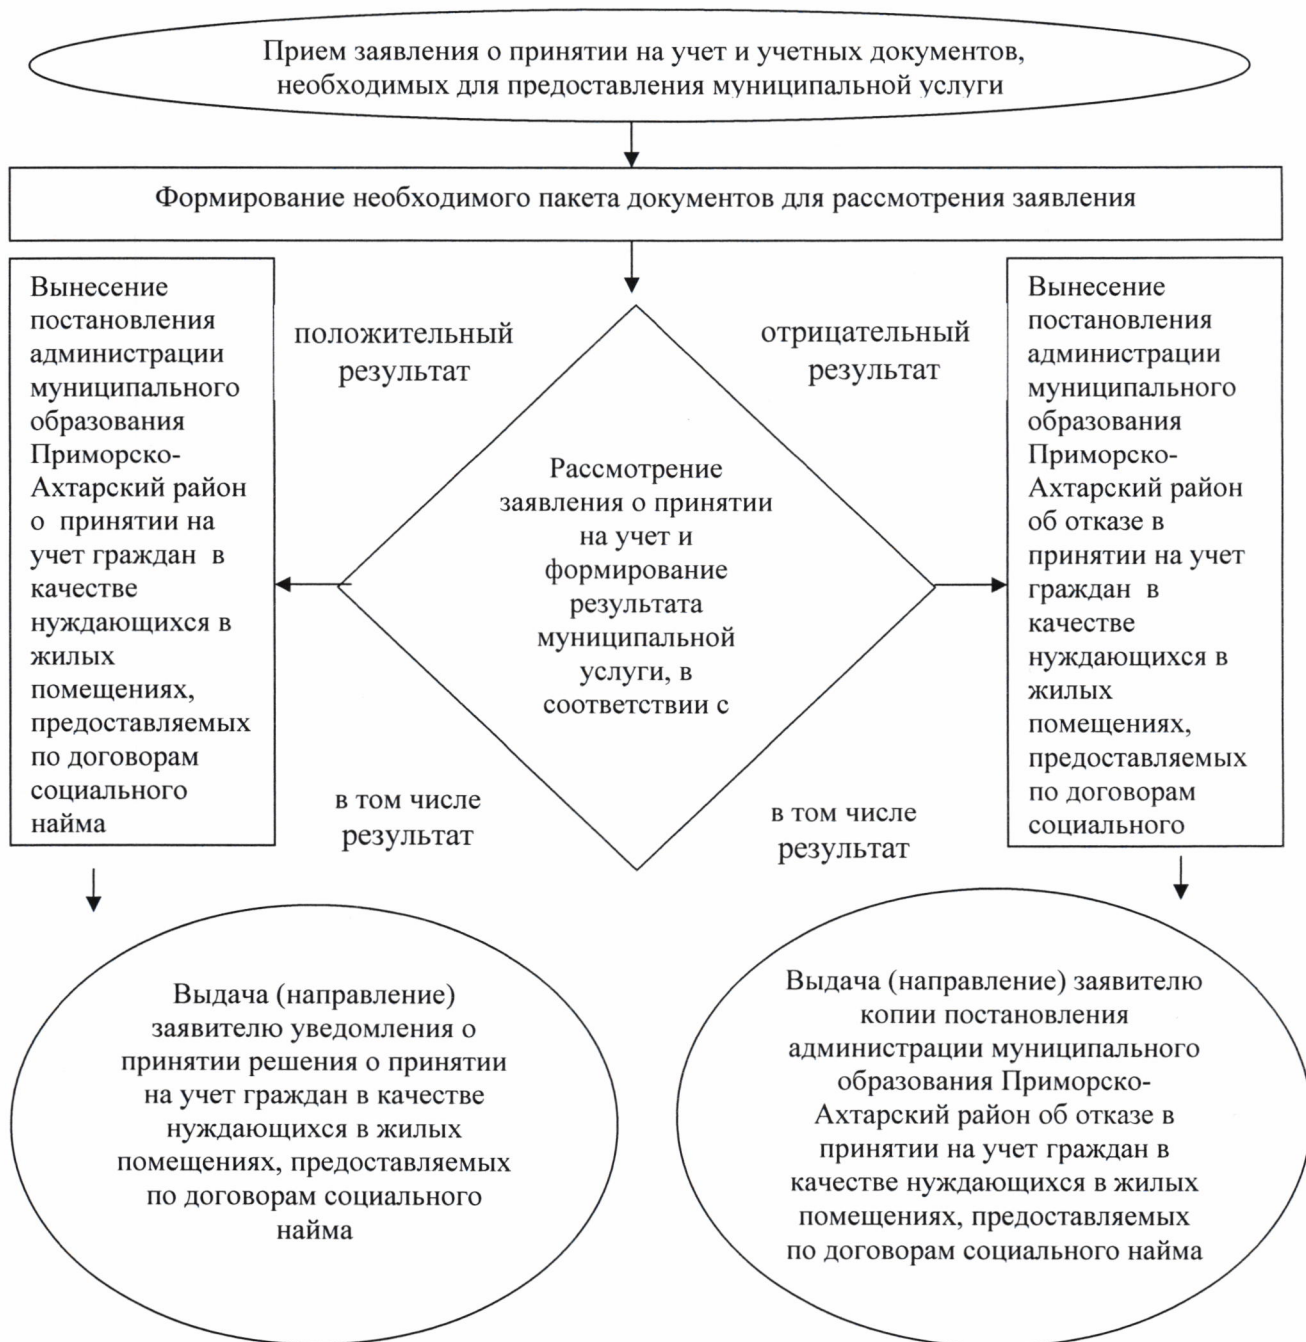 Прием заявления о принятии на учет и учетных документов,
необходимых для предоставления муниципальной услуги
Формирование необходимого пакета документов для рассмотрения заявления
Вынесение
постановления
администрации
муниципального
образования
Приморско-
Ахтарский район
о принятии на
учет граждан в
качестве
нуждающихся в
жилых
помещениях,
предоставляемых
по договорам
социального
найма
положительный
результат
Рассмотрение
заявления о принятии
на учет и
формирование
результата
муниципальной
услуги, в
соответствии с
отрицательный
результат
Вынесение
постановления
администрации
муниципального
образования
Приморско-
Ахтарский район
об отказе в
принятии на учет
граждан в
качестве
нуждающихся в
жилых
помещениях,
предоставляемых
по договорам
социального
в том числе
результат
в том числе
результат
Выдача (направление)
заявителю уведомления о
принятии решения о принятии
на учет граждан в качестве
нуждающихся в жилых
помещениях, предоставляемых
по договорам социального
найма
Выдача (направление) заявителю
копии постановления
администрации муниципального
образования Приморско-
Ахтарский район об отказе в
принятии на учет граждан в
качестве нуждающихся в жилых
помещениях, предоставляемых
по договорам социального найма